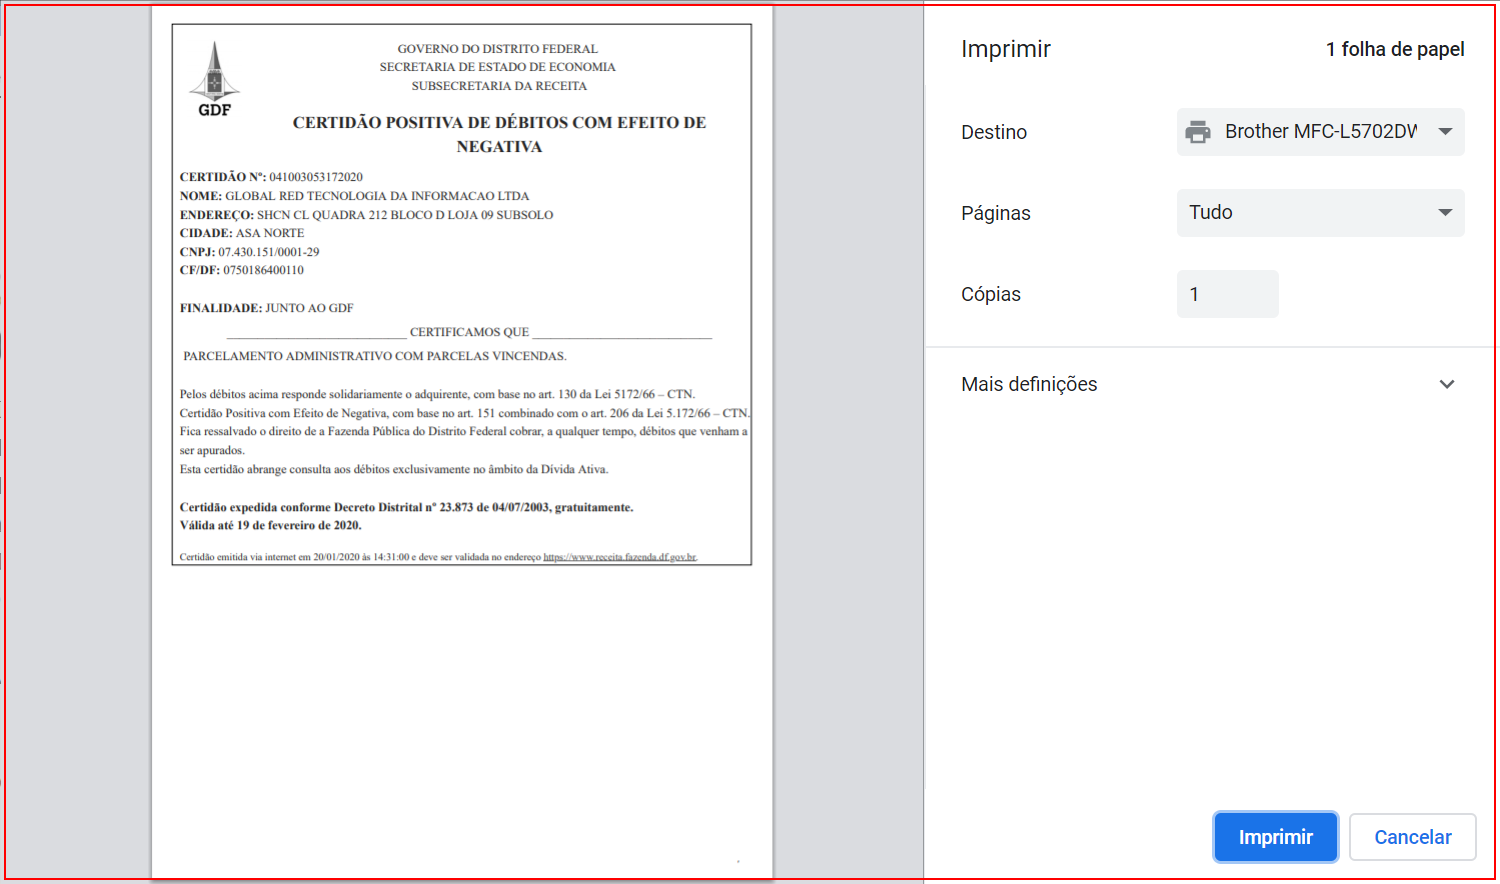 GDF
GOVERNO DO DISTRITO FEDERAL
SECRETARIA DE ESTADO DE ECONOMIA
SUBSECRETARIA DA RECEITA
CERTIDÃO POSITIVA DE DÉBITOS COM EFEITO DE
NEGATIVA
CERTIDÃO Nº: 041003053172020
NOME: GLOBAL RED TECNOLOGIA DA INFORMACAO LTDA
ENDEREÇO: SHCN CL QUADRA 212 BLOCO D LOJA 09 SUBSOLO
CIDADE: ASA NORTE
CNPJ: 07.430.151/0001-29
CF/DF: 0750186400110
FINALIDADE: JUNTO AO GDF
______________________________ CERTIFICAMOS QUE ______________________________
PARCELAMENTO ADMINISTRATIVO COM PARCELAS VINCENDAS.
Pelos débitos acima responde solidariamente o adquirente, com base no art. 130 da Lei 5172/66 – CTN.
Certidão Positiva com Efeito de Negativa, com base no art. 151 combinado com o art. 206 da Lei 5.172/66 – CTN.
Fica ressalvado o direito de a Fazenda Pública do Distrito Federal cobrar, a qualquer tempo, débitos que venham a
ser apurados.
Esta certidão abrange consulta aos débitos exclusivamente no âmbito da Dívida Ativa.
Certidão expedida conforme Decreto Distrital nº 23.873 de 04/07/2003, gratuitamente.
Válida até 19 de fevereiro de 2020.
Certidão emitida via internet em 20/01/2020 às 14:31:00 e deve ser validada no endereço https://www.receita.fazenda.df.gov.br.
Imprimir
1 folha de papel
Destino
Brother MFC-L5702DW
Páginas
Tudo
Cópias
1
Mais definições
Imprimir
Cancelar